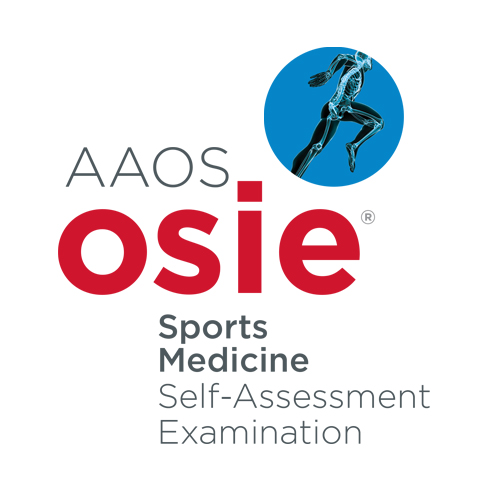 AAOS
osie®
Sports
Medicine
Self-Assessment
Examination